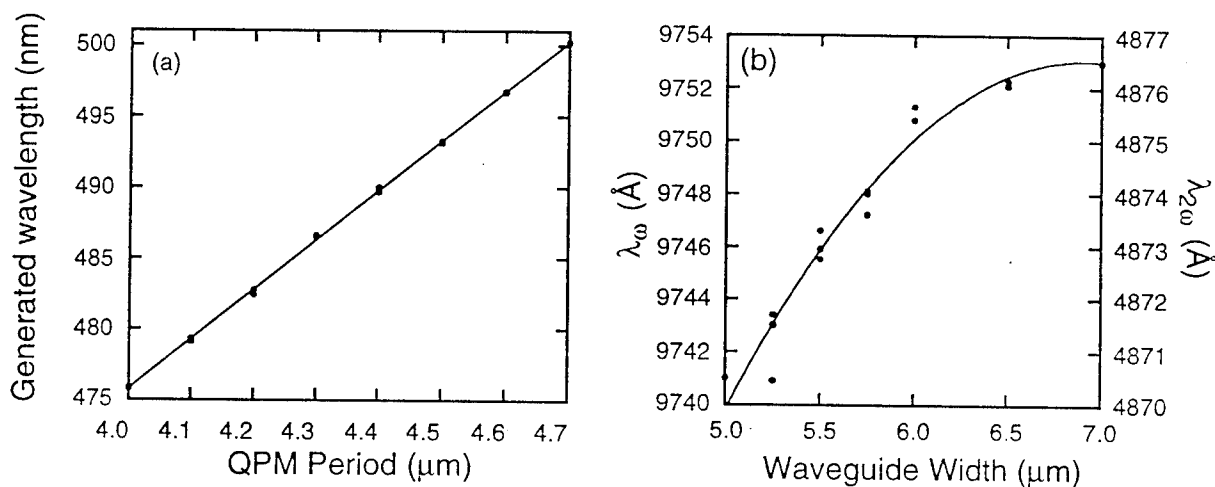 (a)
Generated wavelength (nm)
500
495
490
485
480
475
4.0 4.1 4.2 4.3 4.4 4.5 4.6 4.7
QPM Period (μm)
(b)
λω (Å)
9754
9752
9750
9748
9746
9744
9742
9740
4877
4876
4875
4874
4873
4872
4871
4870
λ2ω (Å)
5.0 5.5 6.0 6.5 7.0
Waveguide Width (μm)